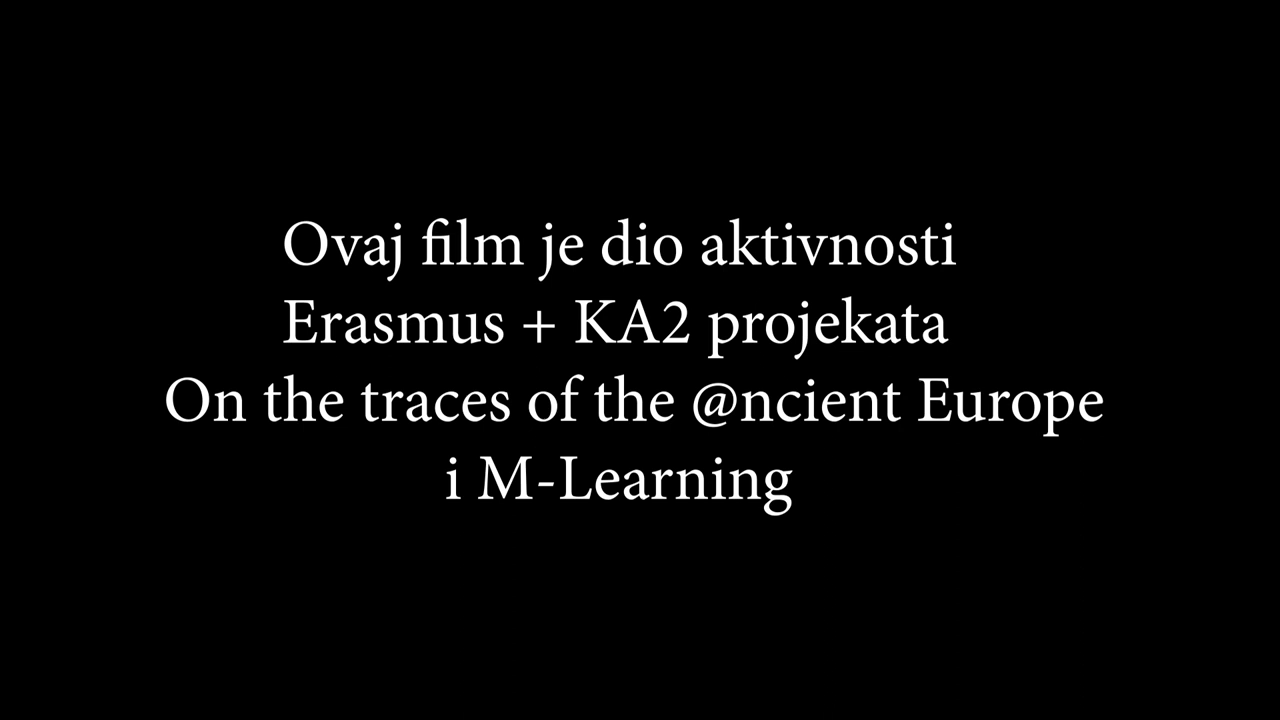 Ovaj film je dio aktivnosti
Erasmus + KA2 projekata
On the traces of the @ncient Europe
i M-Learning